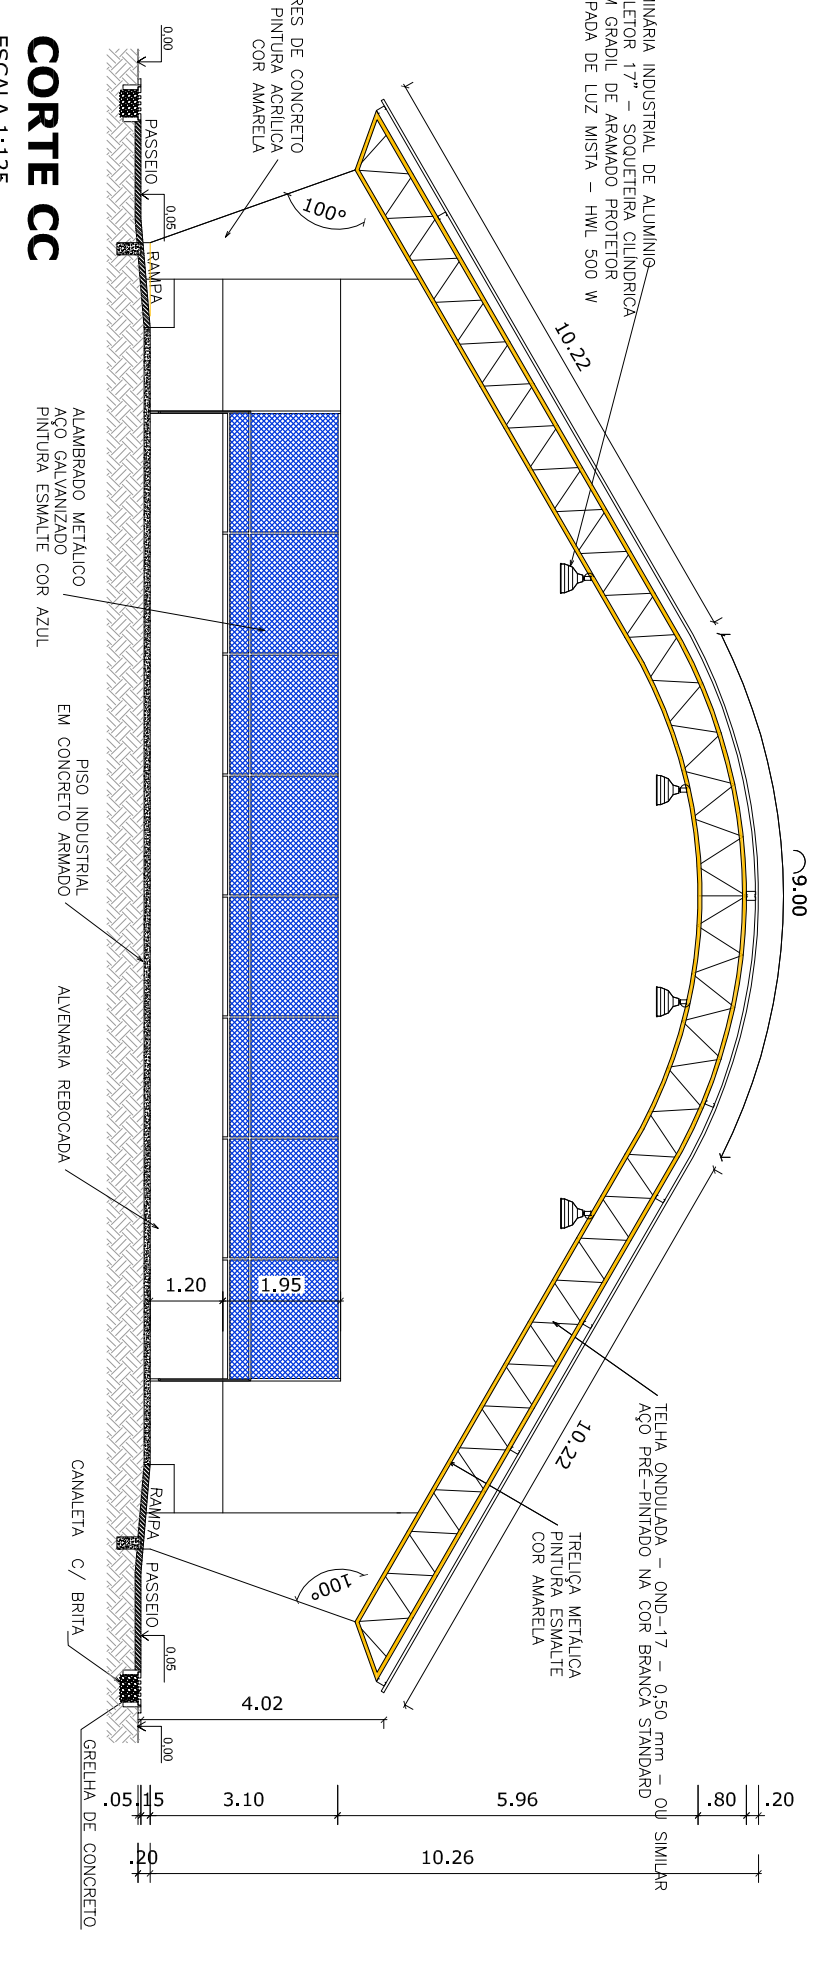 MINÁRIA INDUSTRIAL DE ALUMÍNIO
LETOR 17" - SOQUETEIRA CILÍNDRICA
M GRADIL DE ARAMADO PROTETOR
PADA DE LUZ MISTA - HWL 500 W
RES DE CONCRETO
PINTURA ACRÍLICA
COR AMARELA
10.22
9.00
10.22
100°
100°
TELHA ONDULADA - OND-17 - 0,50 mm - OU SIMILAR
AÇO PRÉ-PINTADO NA COR BRANCA STANDARD
TRELIÇA METÁLICA
PINTURA ESMALTE
COR AMARELA
1.20
1.95
4.02
.05
.15
3.10
5.96
.80
.20
.20
10.26
0,00
PASSEIO
0,05
RAMPA
RAMPA
PASSEIO
0,05
0,00
ALAMBRADO METÁLICO
AÇO GALVANIZADO
PINTURA ESMALTE COR AZUL
PISO INDUSTRIAL
EM CONCRETO ARMADO
ALVENARIA REBOCADA
CANALETA C/ BRITA
GRELHA DE CONCRETO
CORTE CC
ESCALA 1:125